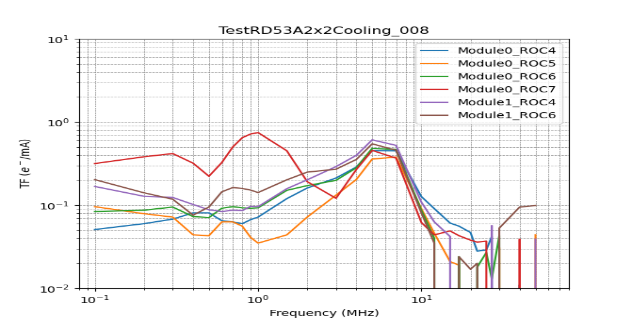 TestRD53A2x2Cooling_008
10¹
10⁰
10⁻¹
10⁻²
TF (e⁻/mA)
Module0_ROC4
Module0_ROC5
Module0_ROC6
Module0_ROC7
Module1_ROC4
Module1_ROC6
10⁻¹ 10⁰ 10¹
Frequency (MHz)